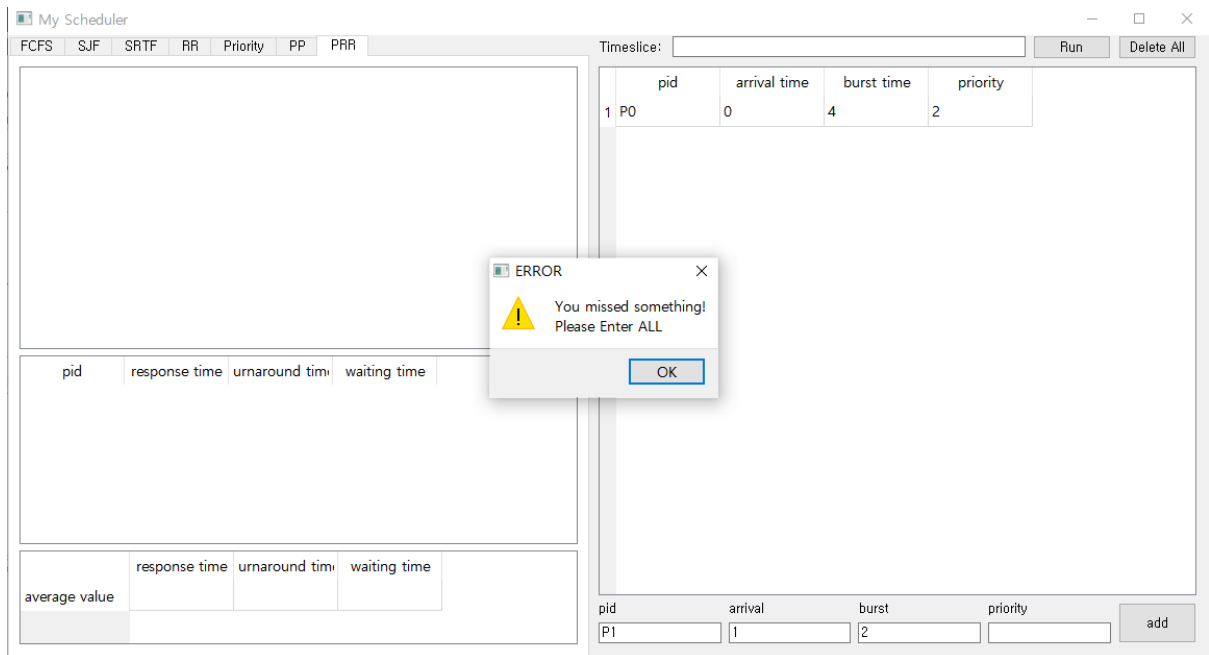 My Scheduler
FCFS SJF SRTF RR Priority PP PRR
Timeslice: Run Delete All
pid arrival time burst time priority
1 P0 0 4 2
ERROR
You missed something!
Please Enter ALL
OK
pid response time urnaround time waiting time
response time urnaround time waiting time
average value
pid arrival burst priority
P1 1 2
add